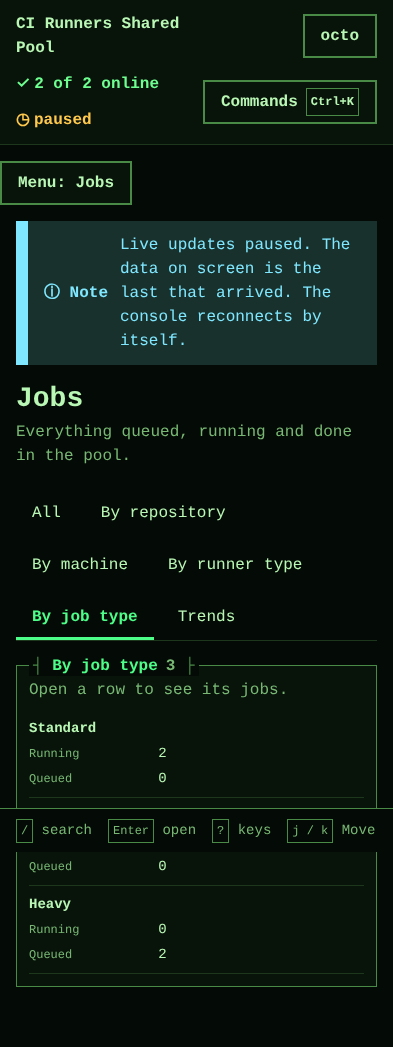 CI Runners Shared
Pool
octo
2 of 2 online
paused
Commands Ctrl+K
Menu: Jobs
Note
Live updates paused. The
data on screen is the
last that arrived. The
console reconnects by
itself.
Jobs
Everything queued, running and done
in the pool.
All By repository
By machine By runner type
By job type Trends
By job type 3
Open a row to see its jobs.
Standard
Running 2
Queued 0
/ search Enter open ? keys j / k Move
Queued 0
Heavy
Running 0
Queued 2